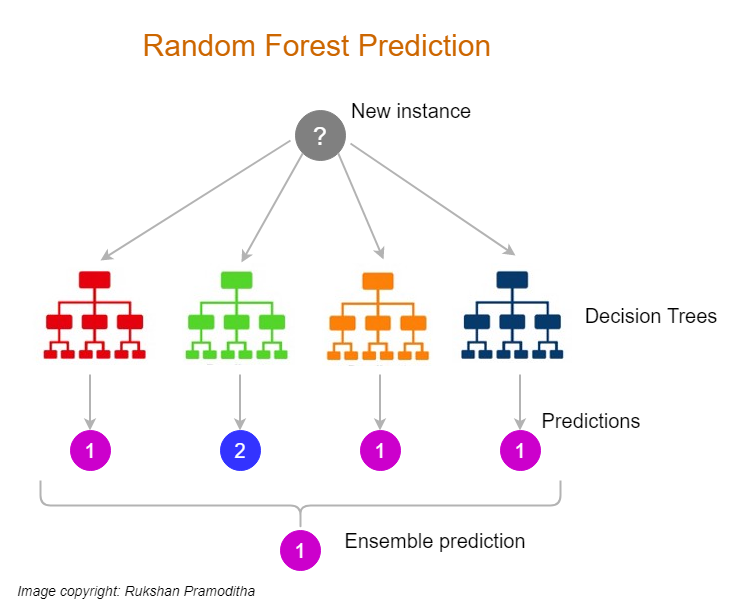 Random Forest Prediction
New instance
?
Decision Trees
Predictions
1 2 1 1
Ensemble prediction
1
Image copyright: Rukshan Pramoditha